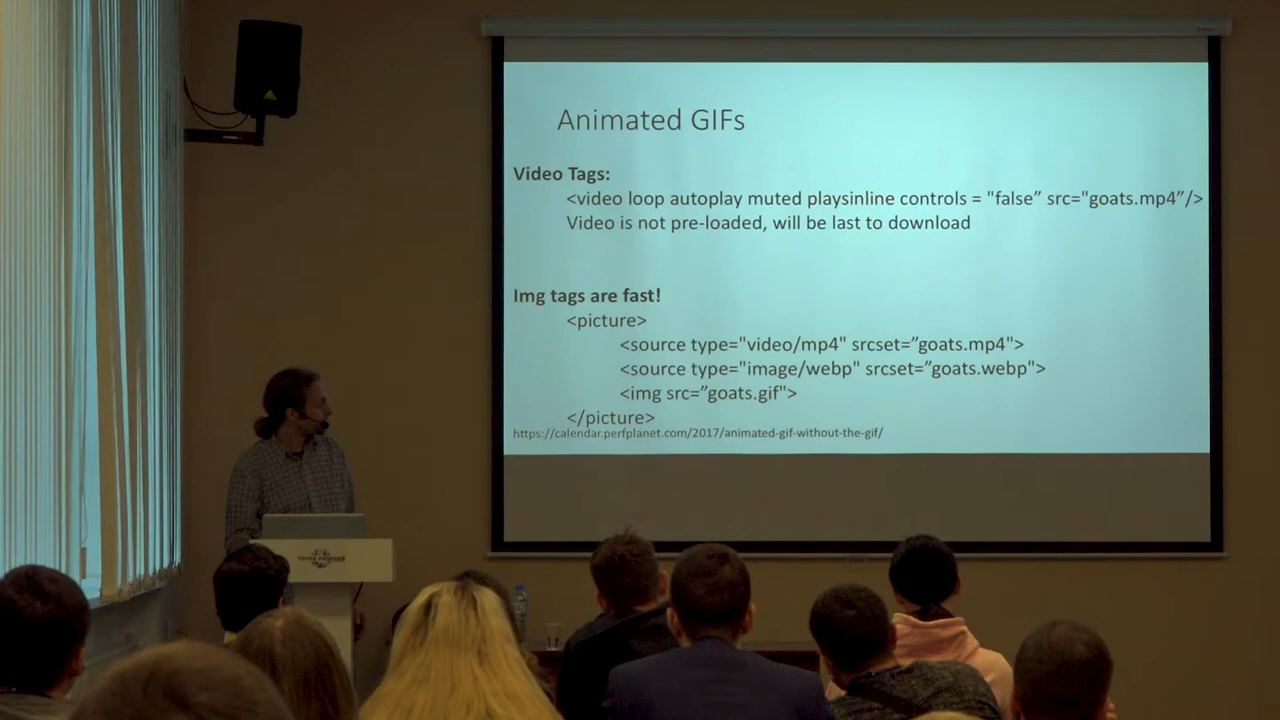 Animated GIFs
Video Tags:
<video loop autoplay muted playsinline controls = "false” src="goats.mp4”/>
Video is not pre-loaded, will be last to download
Img tags are fast!
<picture>
<source type="video/mp4" srcset=”goats.mp4">
<source type="image/webp" srcset=”goats.webp">
<img src=”goats.gif">
</picture>
https://calendar.perfplanet.com/2017/animated-gif-without-the-gif/